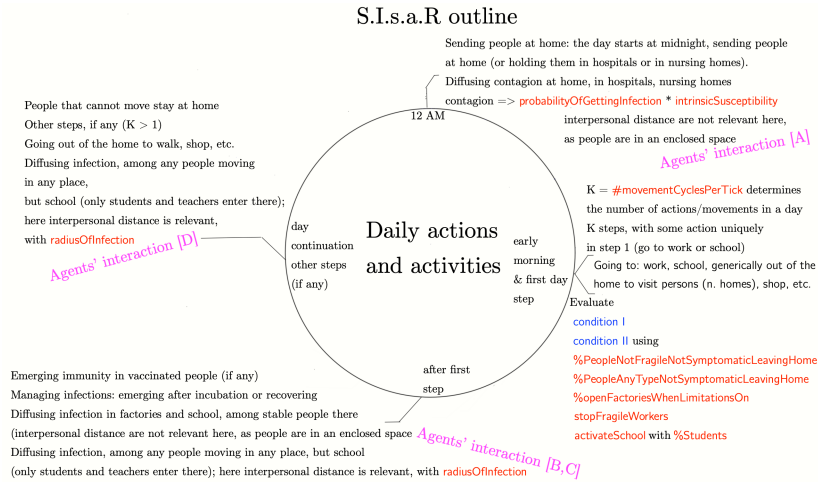 S.I.s.a.R outline
Sending people at home: the day starts at midnight, sending people
at home (or holding them in hospitals or in nursing homes).
Diffusing contagion at home, in hospitals, nursing homes
contagion => probabilityOfGettingInfection * intrinsicSusceptibility
interpersonal distance are not relevant here,
as people are in an enclosed space
Agents' interaction [A]
12 AM
K = #movementCyclesPerTick determines
the number of actions/movements in a day
K steps, with some action uniquely
in step 1 (go to work or school)
Going to: work, school, generically out of the
home to visit persons (n. homes), shop, etc.
early
morning
& first day
step
Evaluate
condition I
condition II using
%PeopleNotFragileNotSymptomaticLeavingHome
%PeopleAnyTypeNotSymptomaticLeavingHome
%openFactoriesWhenLimitationsOn
stopFragileWorkers
activateSchool with %Students
Daily actions
and activities
after first
step
Emerging immunity in vaccinated people (if any)
Managing infections: emerging after incubation or recovering
Diffusing infection in factories and school, among stable people there
(interpersonal distance are not relevant here, as people are in an enclosed space
Diffusing infection, among any people moving in any place, but school
(only students and teachers enter there); here interpersonal distance is relevant, with radiusOfInfection
Agents' interaction [B,C]
day
continuation
other steps
(if any)
People that cannot move stay at home
Other steps, if any (K > 1)
Going out of the home to walk, shop, etc.
Diffusing infection, among any people moving
in any place,
but school (only students and teachers enter there);
here interpersonal distance is relevant,
with radiusOfInfection
Agents' interaction [D]